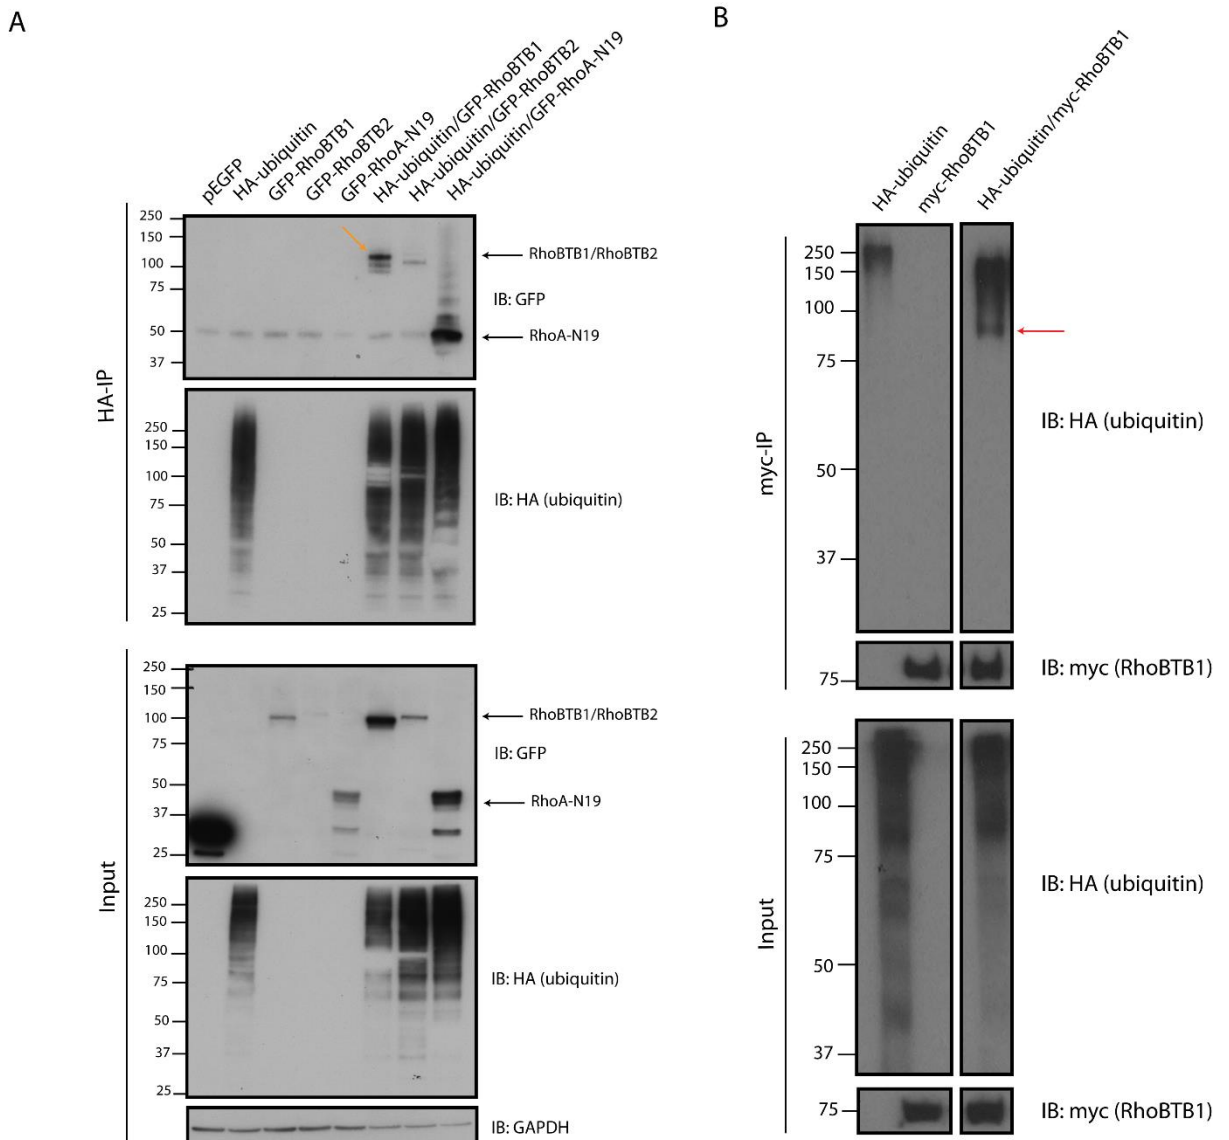 A
pEGFP
HA-ubiquitin
GFP-RhoBTB1
GFP-RhoBTB2
GFP-RhoA-N19
HA-ubiquitin/GFP-RhoBTB1
HA-ubiquitin/GFP-RhoBTB2
HA-ubiquitin/GFP-RhoA-N19
HA-IP
250
150
100
75
50
37
RhoBTB1/RhoBTB2
IB: GFP
RhoA-N19
250
150
100
75
50
37
25
IB: HA (ubiquitin)
Input
250
150
100
75
50
37
25
RhoBTB1/RhoBTB2
IB: GFP
RhoA-N19
250
150
100
75
50
37
25
IB: HA (ubiquitin)
IB: GAPDH
B
HA-ubiquitin
myc-RhoBTB1
HA-ubiquitin/myc-RhoBTB1
myc-IP
250
150
100
75
50
37
IB: HA (ubiquitin)
75
IB: myc (RhoBTB1)
Input
250
150
100
75
50
37
IB: HA (ubiquitin)
75
IB: myc (RhoBTB1)